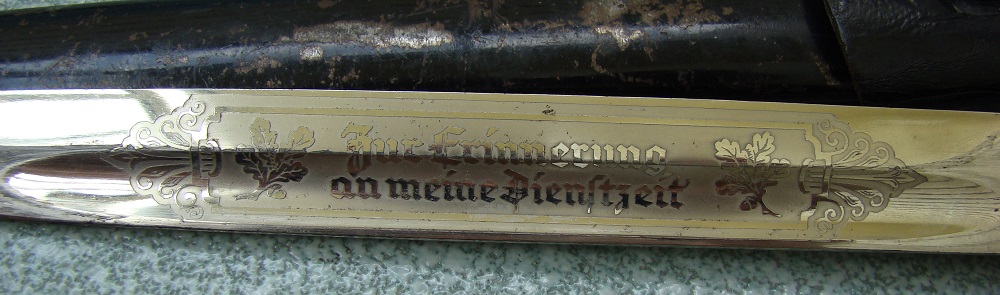 Zur Erinnerung
an meine Dienstzeit